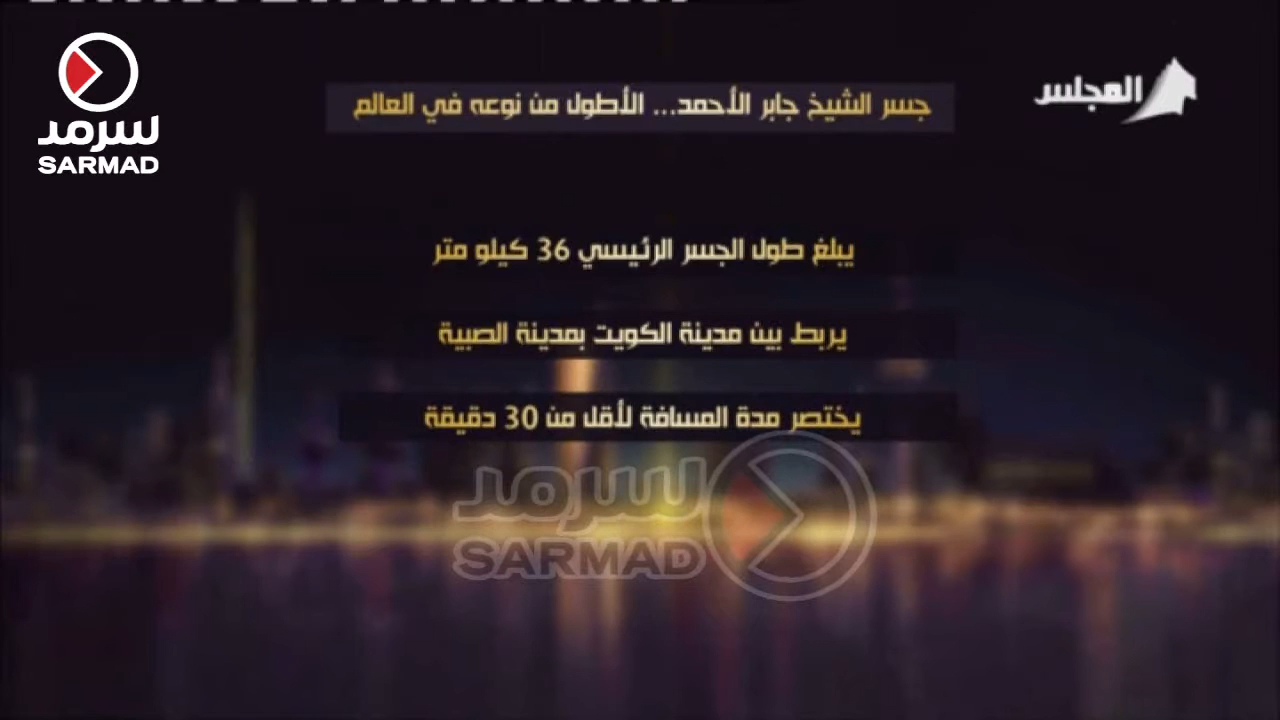 سرمد
SARMAD
المجلس
جسر الشيخ جابر الأحمد... الأطول من نوعه في العالم
يبلغ طول الجسر الرئيسي 36 كيلو متر
يربط بين مدينة الكويت بمدينة الصبية
يختصر مدة المسافة لأقل من 30 دقيقة
سرمد
SARMAD